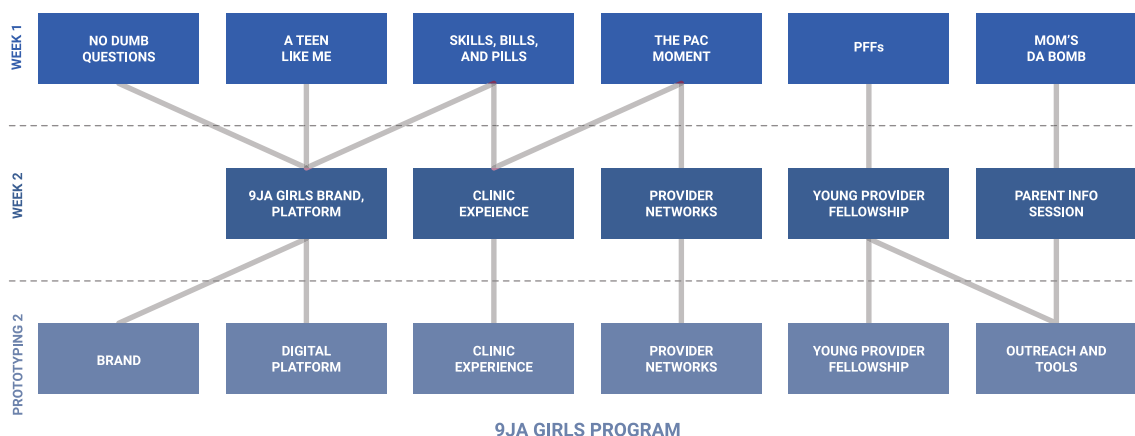 WEEK 1
NO DUMB
QUESTIONS
A TEEN
LIKE ME
SKILLS, BILLS,
AND PILLS
THE PAC
MOMENT
PFFs
MOM'S
DA BOMB
WEEK 2
9JA GIRLS BRAND,
PLATFORM
CLINIC
EXPEIENCE
PROVIDER
NETWORKS
YOUNG PROVIDER
FELLOWSHIP
PARENT INFO
SESSION
PROTOTYPING 2
BRAND
DIGITAL
PLATFORM
CLINIC
EXPERIENCE
PROVIDER
NETWORKS
YOUNG PROVIDER
FELLOWSHIP
OUTREACH AND
TOOLS
9JA GIRLS PROGRAM